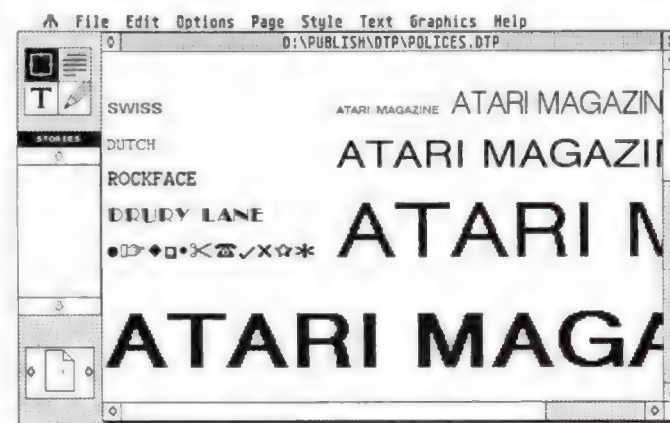 File Edit Options Page Style Text Graphics Help
D:\PUBLISH\DTP\POLICES.DTP
T
STORIES
SWISS
DUTCH
ROCKFACE
DRURY LANE
ATARI MAGAZINE ATARI MAGAZIN
ATARI MAGAZI
ATARI M
ATARI MAGA